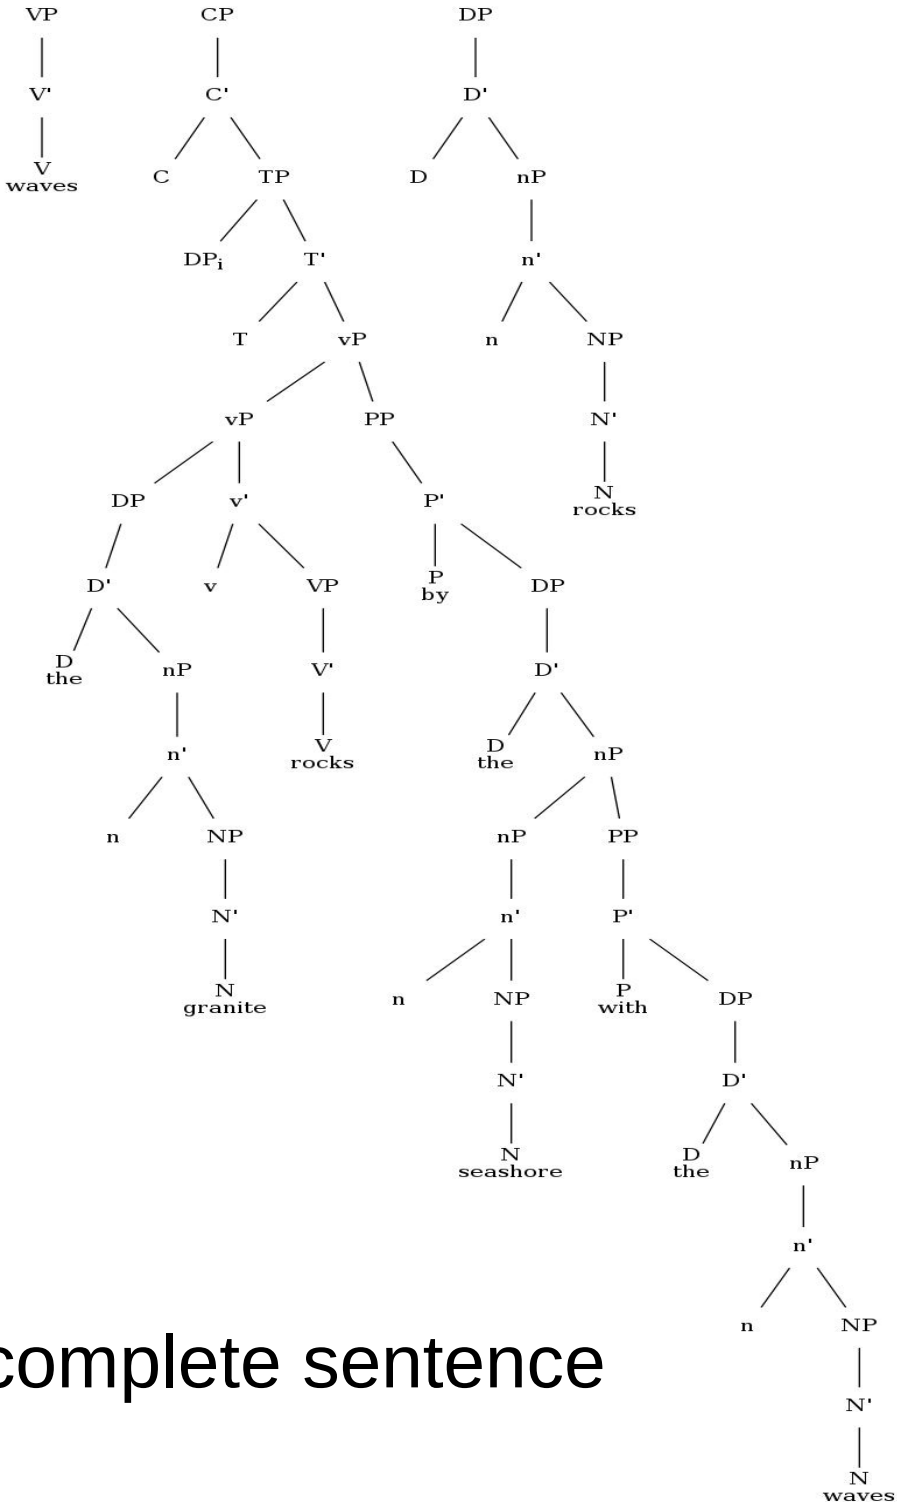 VP CP DP
V' C' D'
V C TP D nP
waves
DPi T' n'
T vP n NP
vP PP N'
DP v' P' N
rocks
D' v VP P DP
by
D nP V' D'
the
n' V D nP
rocks the
n NP nP PP
N' n' P'
N n NP P DP
granite with
N' D'
N D nP
seashore the
n'
n NP
complete sentence
N'
N
waves